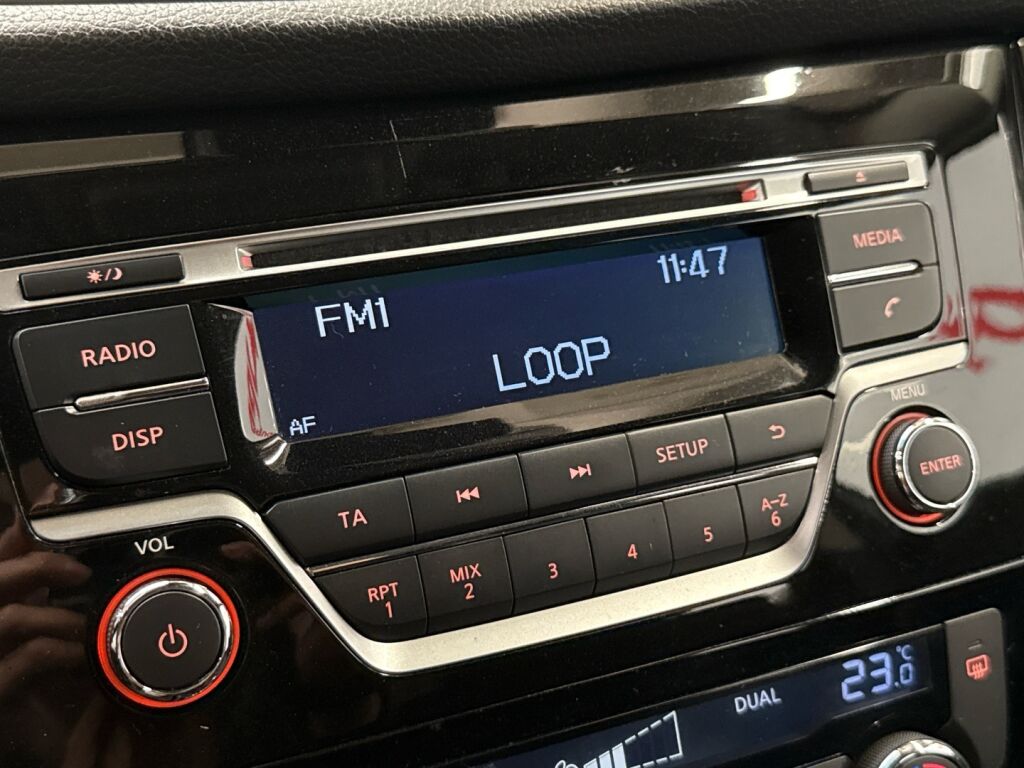 11:47
FM1
LOOP
AF
MEDIA
RADIO
DISP
MENU
ENTER
SETUP
TA
VOL
RPT
1
MIX
2
3
4
5
A-Z
6
DUAL
23.0 °C